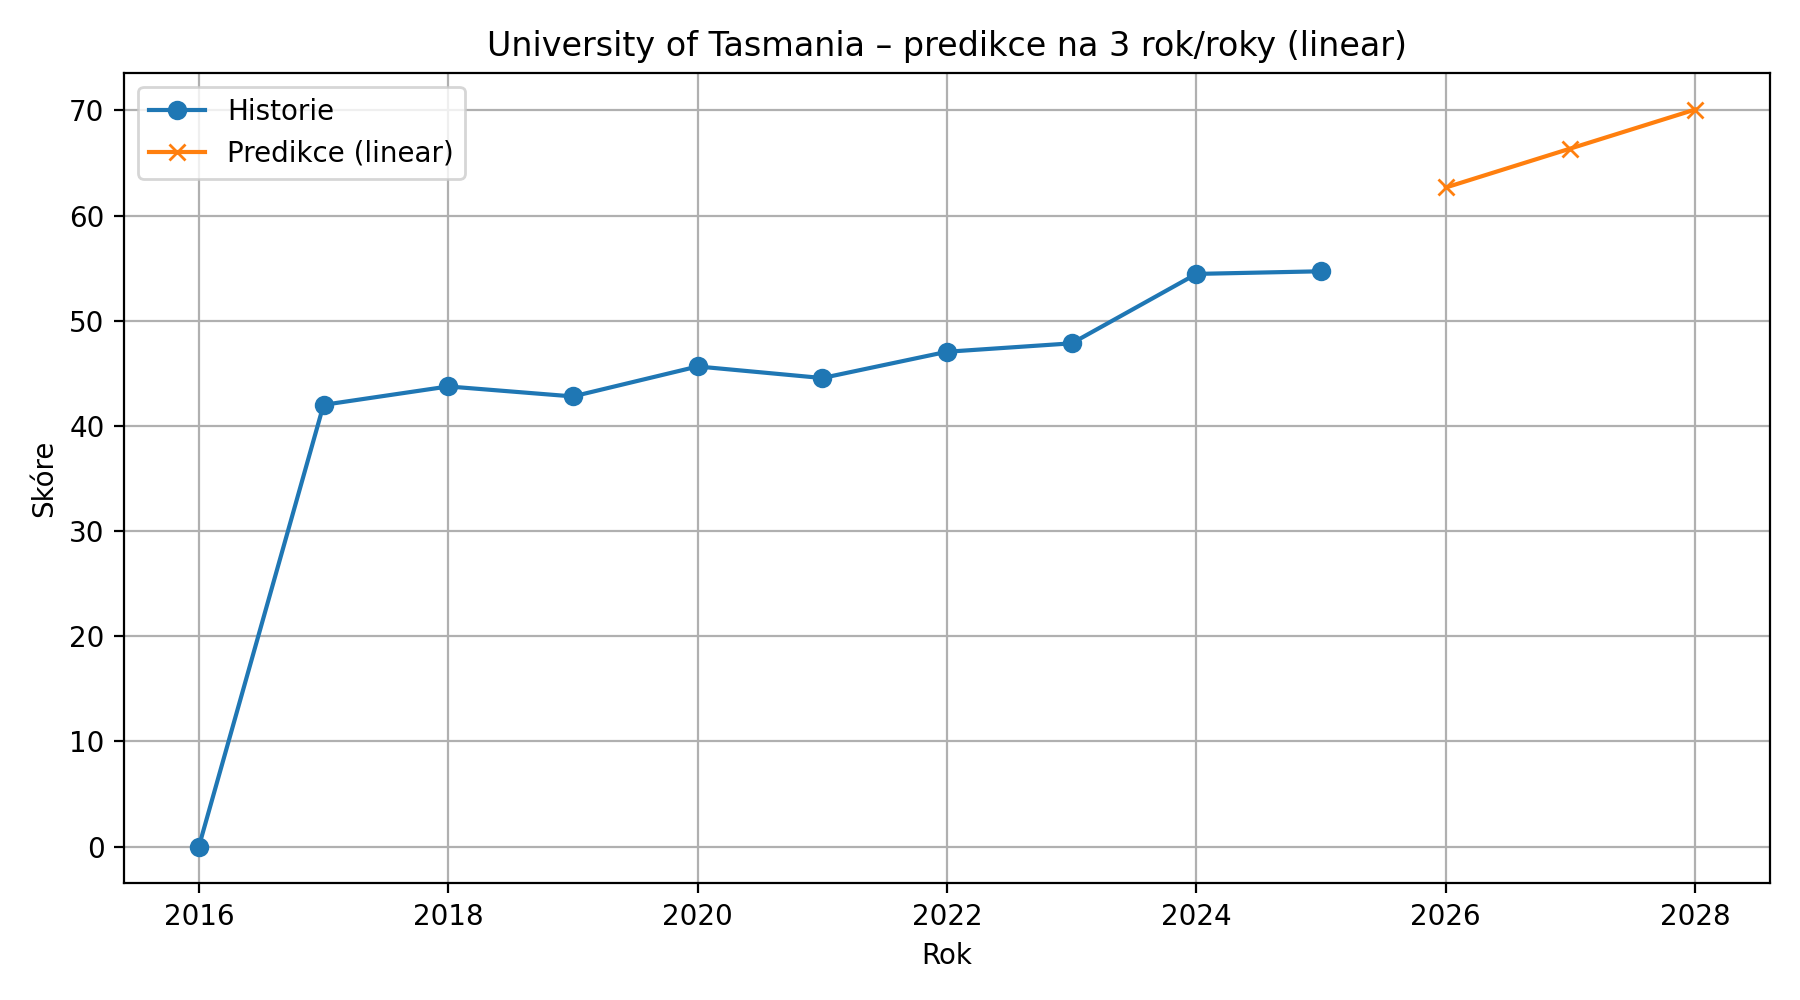 University of Tasmania – predikce na 3 rok/roky (linear)
Historie
Predikce (linear)
Skóre
70
60
50
40
30
20
10
0
2016 2018 2020 2022 2024 2026 2028
Rok